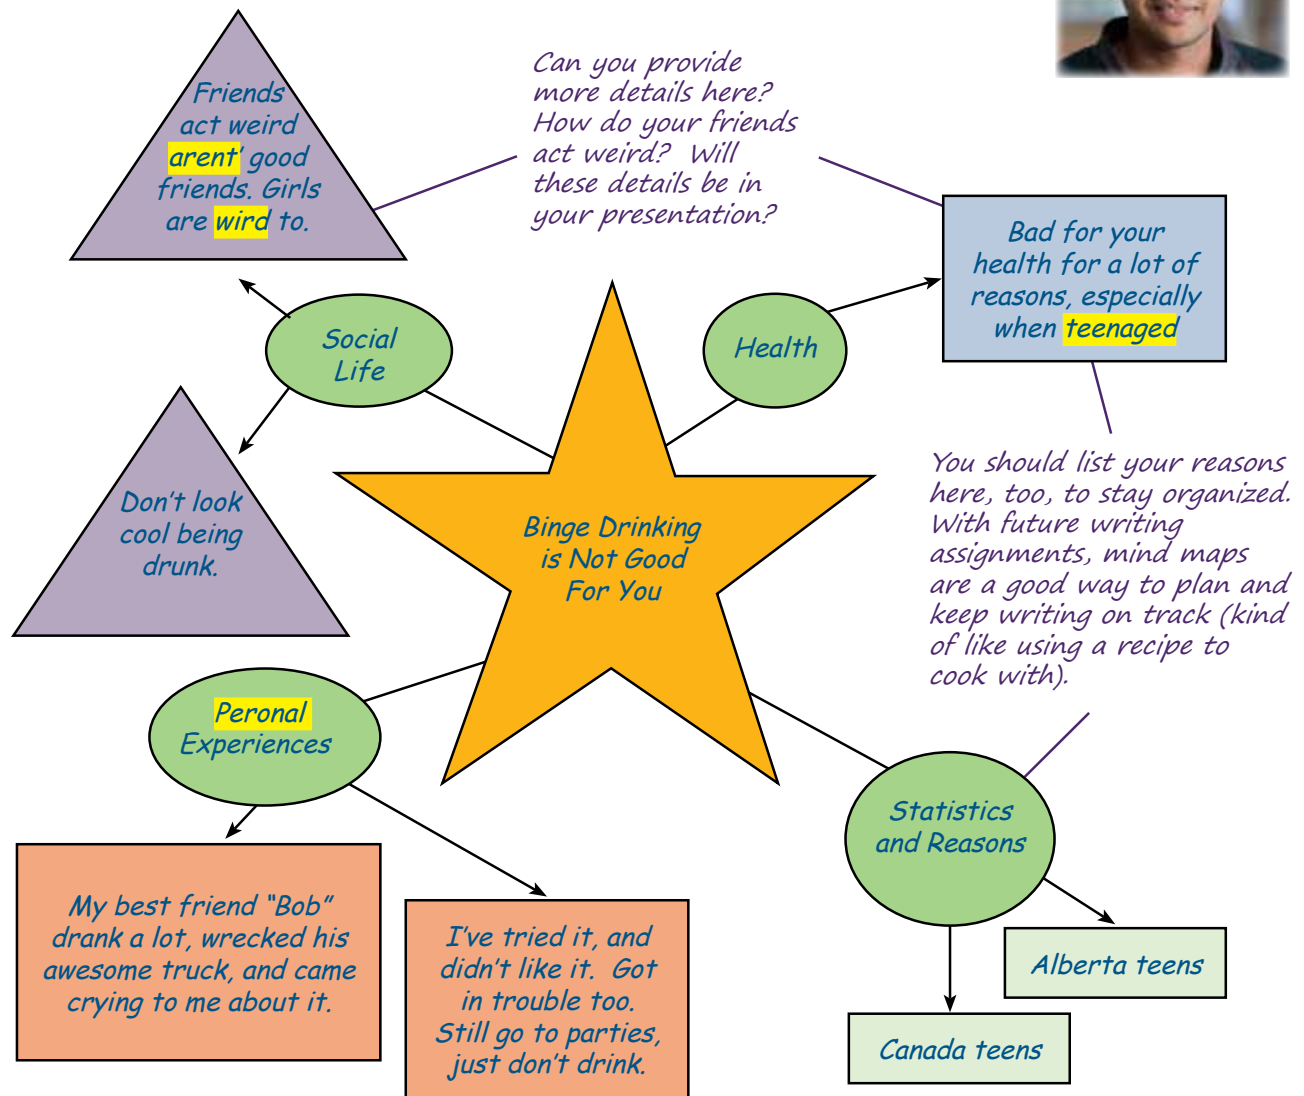 Friends
act weird
arent' good
friends. Girls
are wird to.
Can you provide
more details here?
How do your friends
act weird? Will
these details be in
your presentation?
Bad for your
health for a lot of
reasons, especially
when teenaged
Social
Life
Health
Don't look
cool being
drunk.
Binge Drinking
is Not Good
For You
You should list your reasons
here, too, to stay organized.
With future writing
assignments, mind maps
are a good way to plan and
keep writing on track (kind
of like using a recipe to
cook with).
Peronal
Experiences
Statistics
and Reasons
My best friend "Bob"
drank a lot, wrecked his
awesome truck, and came
crying to me about it.
I've tried it, and
didn't like it. Got
in trouble too.
Still go to parties,
just don't drink.
Alberta teens
Canada teens